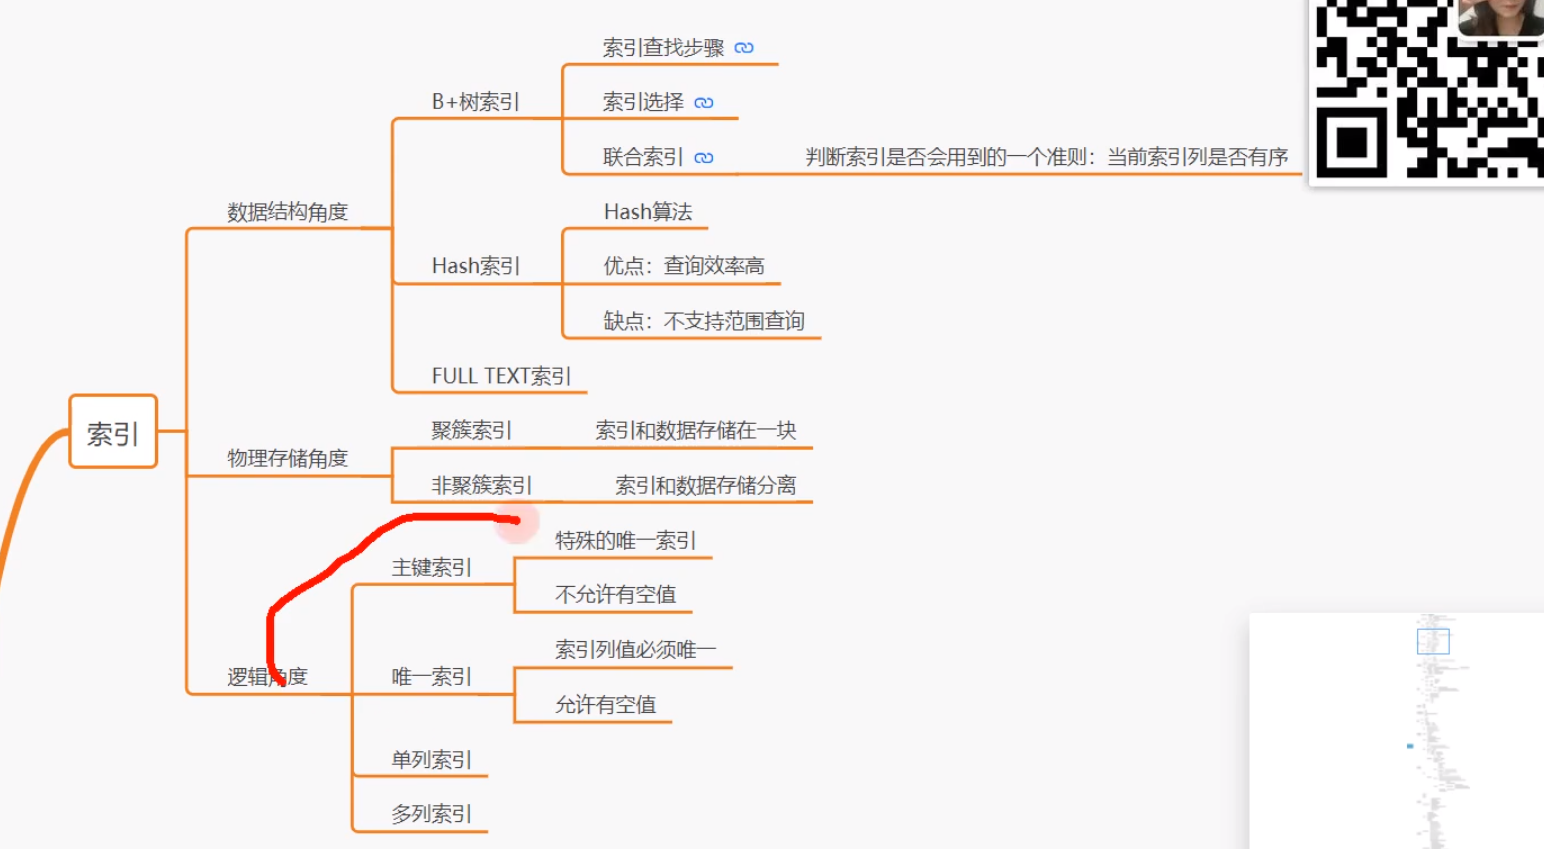 索引
数据结构角度
B+树索引
索引查找步骤
索引选择
联合索引
判断索引是否会用到的一个准则：当前索引列是否有序
Hash索引
Hash算法
优点：查询效率高
缺点：不支持范围查询
FULL TEXT索引
物理存储角度
聚簇索引
索引和数据存储在一块
非聚簇索引
索引和数据存储分离
逻辑角度
主键索引
特殊的唯一索引
不允许有空值
唯一索引
索引列值必须唯一
允许有空值
单列索引
多列索引